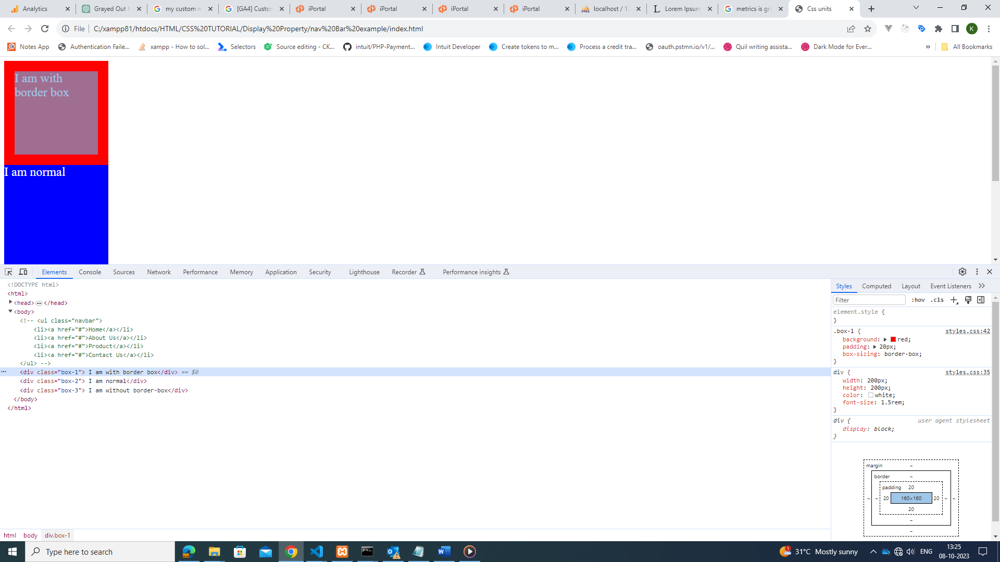 Analytics
Grayed Out M
my custom m
[GA4] Custom
iPortal
iPortal
iPortal
iPortal
localhost / 12
Lorem Ipsum
metrics is gra
Css units
File
C:/xampp81/htdocs/HTML/CSS%20TUTORIAL/Display%20Property/nav%20Bar%20example/index.html
K
Notes App
Authentication Faile...
xampp - How to sol...
Selectors
Source editing - CK...
intuit/PHP-Payment...
Intuit Developer
Create tokens to m...
Process a credit tra...
oauth.pstmn.io/v1/...
Quil writing assista...
Dark Mode for Ever...
»
All Bookmarks
I am with
border box
I am normal
Elements
Console
Sources
Network
Performance
Memory
Application
Security
Lighthouse
Recorder
Performance insights
<!DOCTYPE html>
<html>
<head>…</head>
<body>
<!-- <ul class="navbar">
<li><a href="#">Home</a></li>
<li><a href="#">About Us</a></li>
<li><a href="#">Product</a></li>
<li><a href="#">Contact Us</a></li>
</ul> -->
<div class="box-1"> I am with border box</div> == $0
<div class="box-2"> I am normal</div>
<div class="box-3"> I am without border-box</div>
</body>
</html>
html body div.box-1
Styles
Computed
Layout
Event Listeners
Filter
:hov .cls
element.style {
}
.box-1 { styles.css:42
background: red;
padding: 20px;
box-sizing: border-box;
}
div { styles.css:35
width: 200px;
height: 200px;
color: white;
font-size: 1.5rem;
}
div { user agent stylesheet
display: block;
}
margin –
border –
padding 20
– – 20 160×160 20 – –
20
–
–
Type here to search
1
31°C Mostly sunny
ENG
13:25
08-10-2023